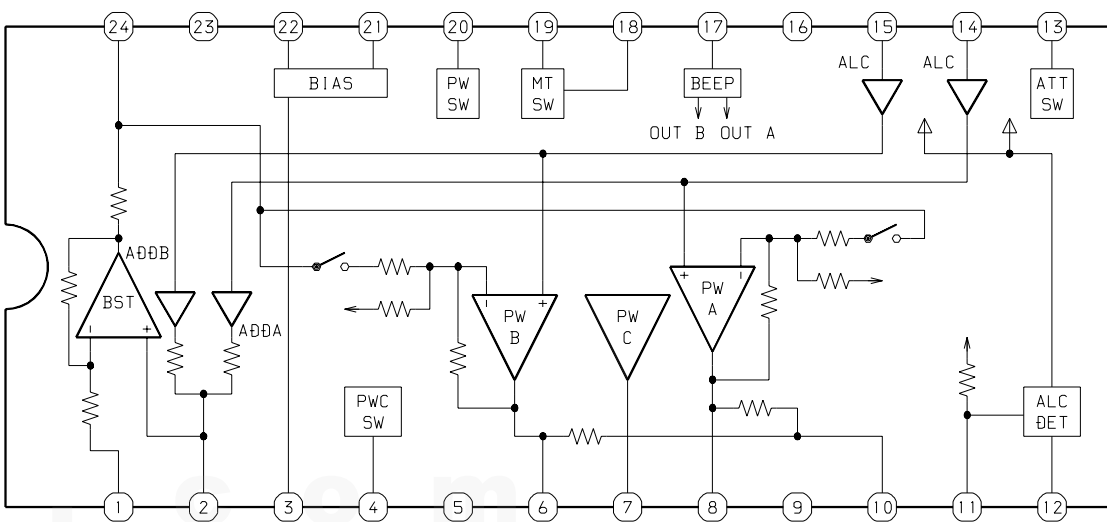 24 23 22 21 20 19 18 17 16 15 14 13
ALC ALC
BIAS
PW
SW
MT
SW
BEEP
ATT
SW
OUT B OUT A
ADDB
BST
- +
ADDA
- +
PW
B
PW
C
+ -
PW
A
PWC
SW
ALC
DET
1 2 3 4 5 6 7 8 9 10 11 12
com